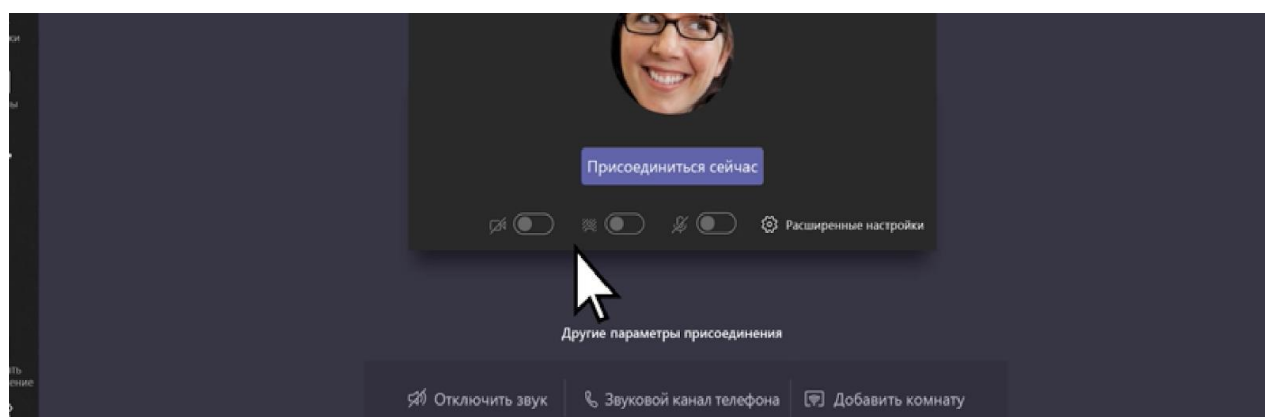 Присоединиться сейчас
Расширенные настройки
Другие параметры присоединения
Отключить звук
Звуковой канал телефона
Добавить комнату